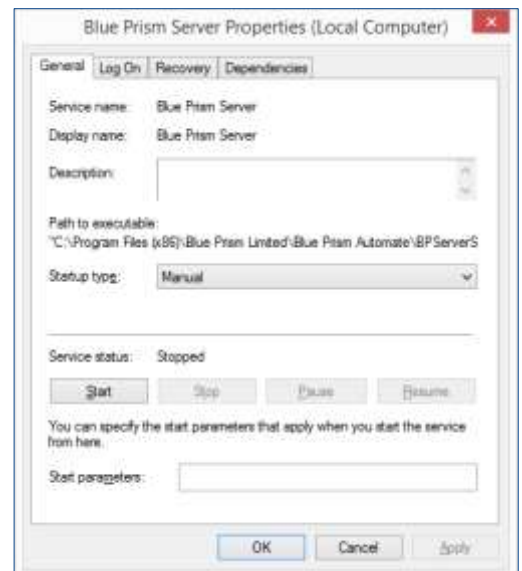 Blue Prism Server Properties (Local Computer)
General Log On Recovery Dependencies
Service name: Blue Prism Server
Display name: Blue Prism Server
Description:
Path to executable:
"C:\Program Files (x86)\Blue Prism Limited\Blue Prism Automate\BPServerS
Startup type: Manual
Service status: Stopped
Start Stop Pause Resume
You can specify the start parameters that apply when you start the service
from here.
Start parameters:
OK Cancel Apply